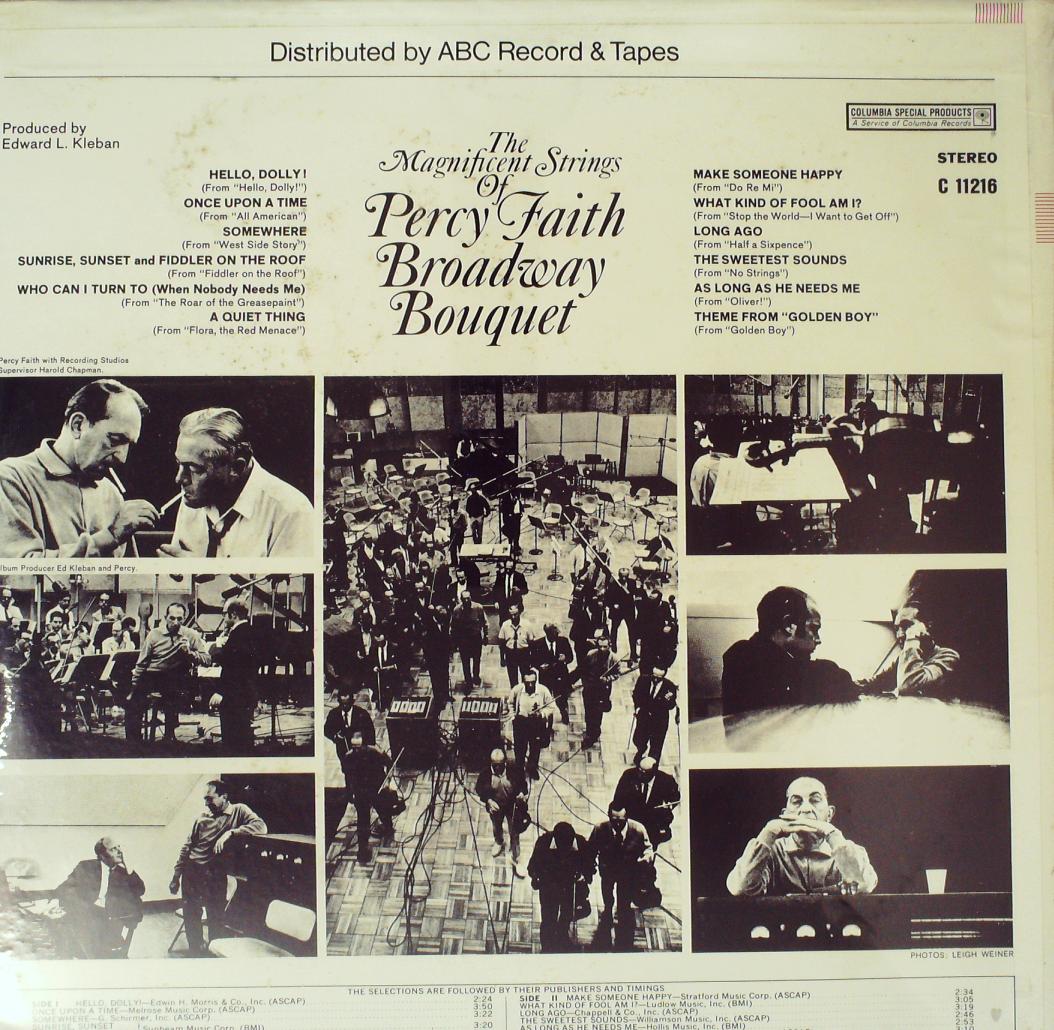 Distributed by ABC Record & Tapes
COLUMBIA SPECIAL PRODUCTS
A Service of Columbia Records
STEREO
C 11216
Produced by
Edward L. Kleban
HELLO, DOLLY!
(From "Hello, Dolly!")
ONCE UPON A TIME
(From "All American")
SOMEWHERE
(From "West Side Story")
SUNRISE, SUNSET and FIDDLER ON THE ROOF
(From "Fiddler on the Roof")
WHO CAN I TURN TO (When Nobody Needs Me)
(From "The Roar of the Greasepaint")
A QUIET THING
(From "Flora, the Red Menace")
The
Magnificent Strings
Of
Percy Faith
Broadway
Bouquet
MAKE SOMEONE HAPPY
(From "Do Re Mi")
WHAT KIND OF FOOL AM I?
(From "Stop the World—I Want to Get Off")
LONG AGO
(From "Half a Sixpence")
THE SWEETEST SOUNDS
(From "No Strings")
AS LONG AS HE NEEDS ME
(From "Oliver!")
THEME FROM "GOLDEN BOY"
(From "Golden Boy")
Percy Faith with Recording Studios
Supervisor Harold Chapman.
lbum Producer Ed Kleban and Percy.
PHOTOS: LEIGH WEINER
THE SELECTIONS ARE FOLLOWED BY THEIR PUBLISHERS AND TIMINGS
SIDE I HELLO, DOLLY!—Edwin H. Morris & Co., Inc. (ASCAP) 2:24
ONCE UPON A TIME—Melrose Music Corp. (ASCAP) 3:50
SOMEWHERE—G. Schirmer, Inc. (ASCAP) 3:22
SUNRISE, SUNSET Sunbeam Music Corp. (BMI) 3:20
SIDE II MAKE SOMEONE HAPPY—Stratford Music Corp. (ASCAP) 2:34
WHAT KIND OF FOOL AM I?—Ludlow Music, Inc. (BMI) 3:05
LONG AGO—Chappell & Co., Inc. (ASCAP) 3:19
THE SWEETEST SOUNDS—Williamson Music, Inc. (ASCAP) 2:46
AS LONG AS HE NEEDS ME—Hollis Music, Inc. (BMI) 2:53